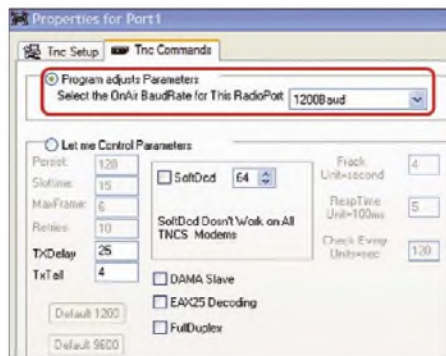 Properties for Port1
Tnc Setup
Tnc Commands
Program adjusts Parameters
Select the OnAir BaudRate for This RadioPort
1200Baud
Let me Control Parameters
Persist: 128
Slottime: 15
MaxFrame: 6
Retries: 10
TXDelay 25
TxTail 4
Default 1200
Default 9600
SoftDcd 64
SoftDcd Dosn't Work on All
TNCS Modems
DAMA Slave
EAX25 Decoding
FullDuplex
Frack
Unit=second
4
RespTime
Unit=100ms
5
Check Every
Units=sec
120